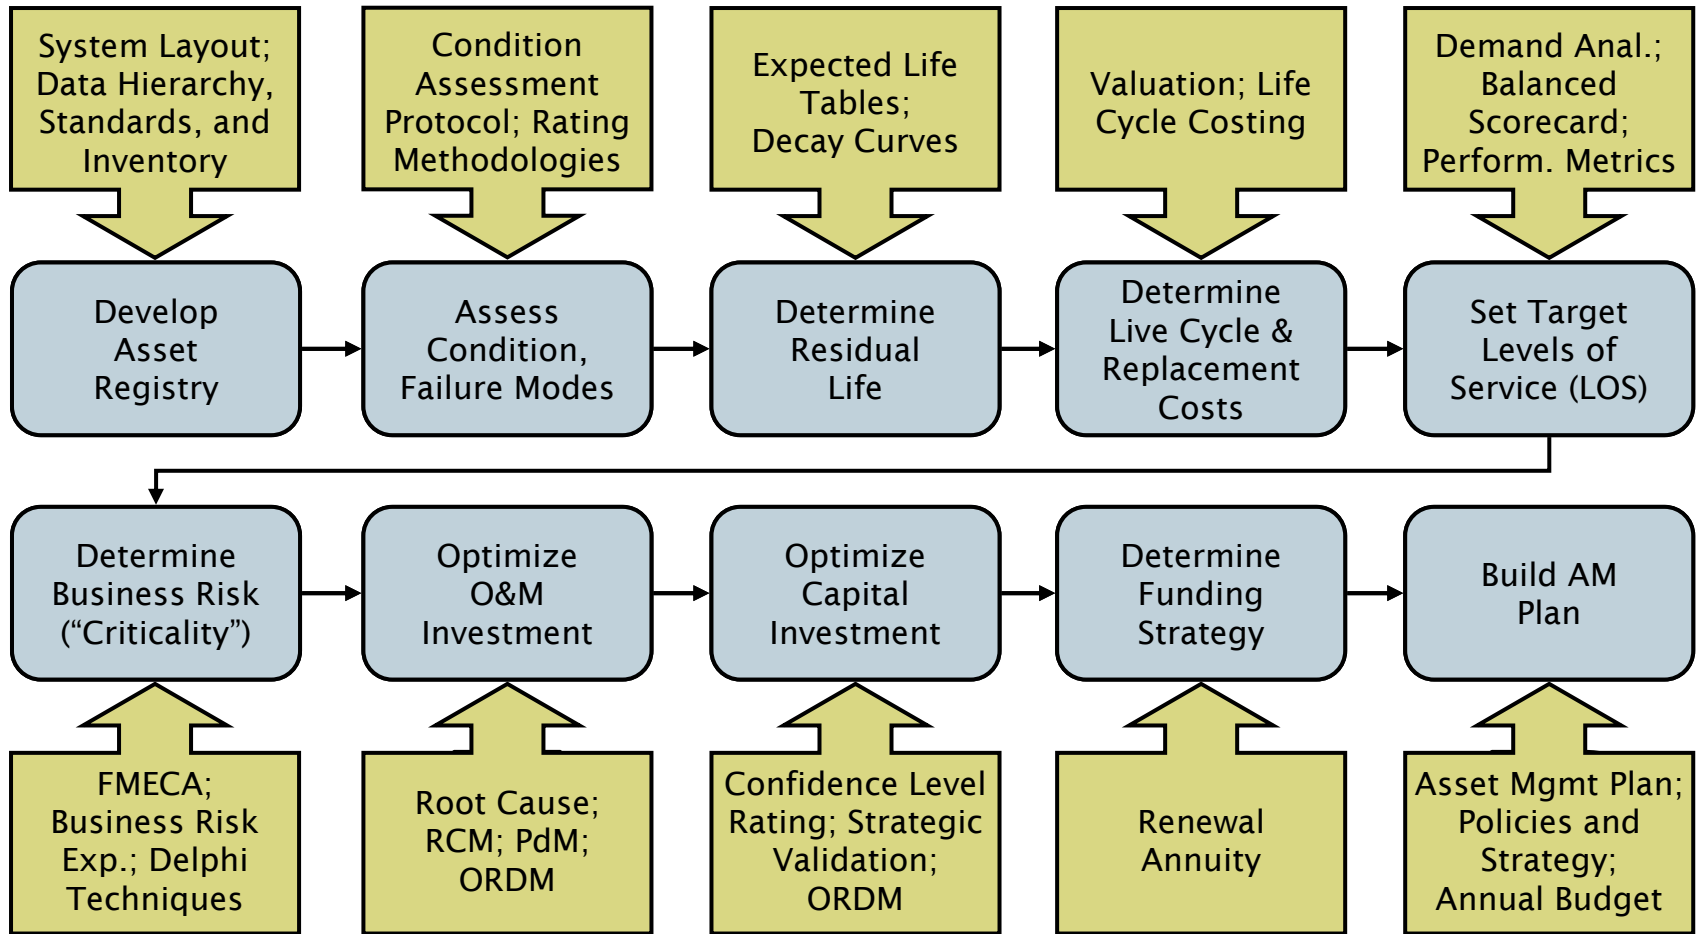 System Layout;
Data Hierarchy,
Standards, and
Inventory
Condition
Assessment
Protocol; Rating
Methodologies
Expected Life
Tables;
Decay Curves
Valuation; Life
Cycle Costing
Demand Anal.;
Balanced
Scorecard;
Perform. Metrics
Develop
Asset
Registry
Assess
Condition,
Failure Modes
Determine
Residual
Life
Determine
Live Cycle &
Replacement
Costs
Set Target
Levels of
Service (LOS)
Determine
Business Risk
(“Criticality”)
Optimize
O&M
Investment
Optimize
Capital
Investment
Determine
Funding
Strategy
Build AM
Plan
FMECA;
Business Risk
Exp.; Delphi
Techniques
Root Cause;
RCM; PdM;
ORDM
Confidence Level
Rating; Strategic
Validation;
ORDM
Renewal
Annuity
Asset Mgmt Plan;
Policies and
Strategy;
Annual Budget